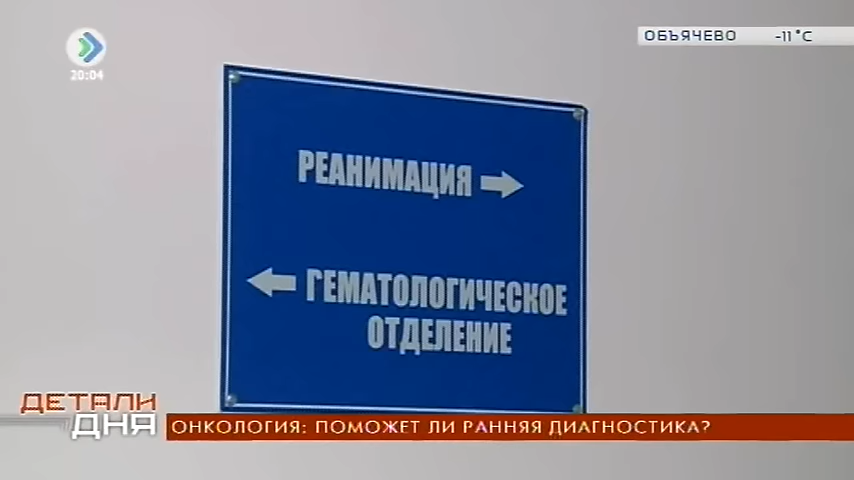 ОБЪЯЧЕВО -11°C
20:04
РЕАНИМАЦИЯ
ГЕМАТОЛОГИЧЕСКОЕ
ОТДЕЛЕНИЕ
ДЕТАЛИ
ДНЯ
ОНКОЛОГИЯ: ПОМОЖЕТ ЛИ РАННЯЯ ДИАГНОСТИКА?